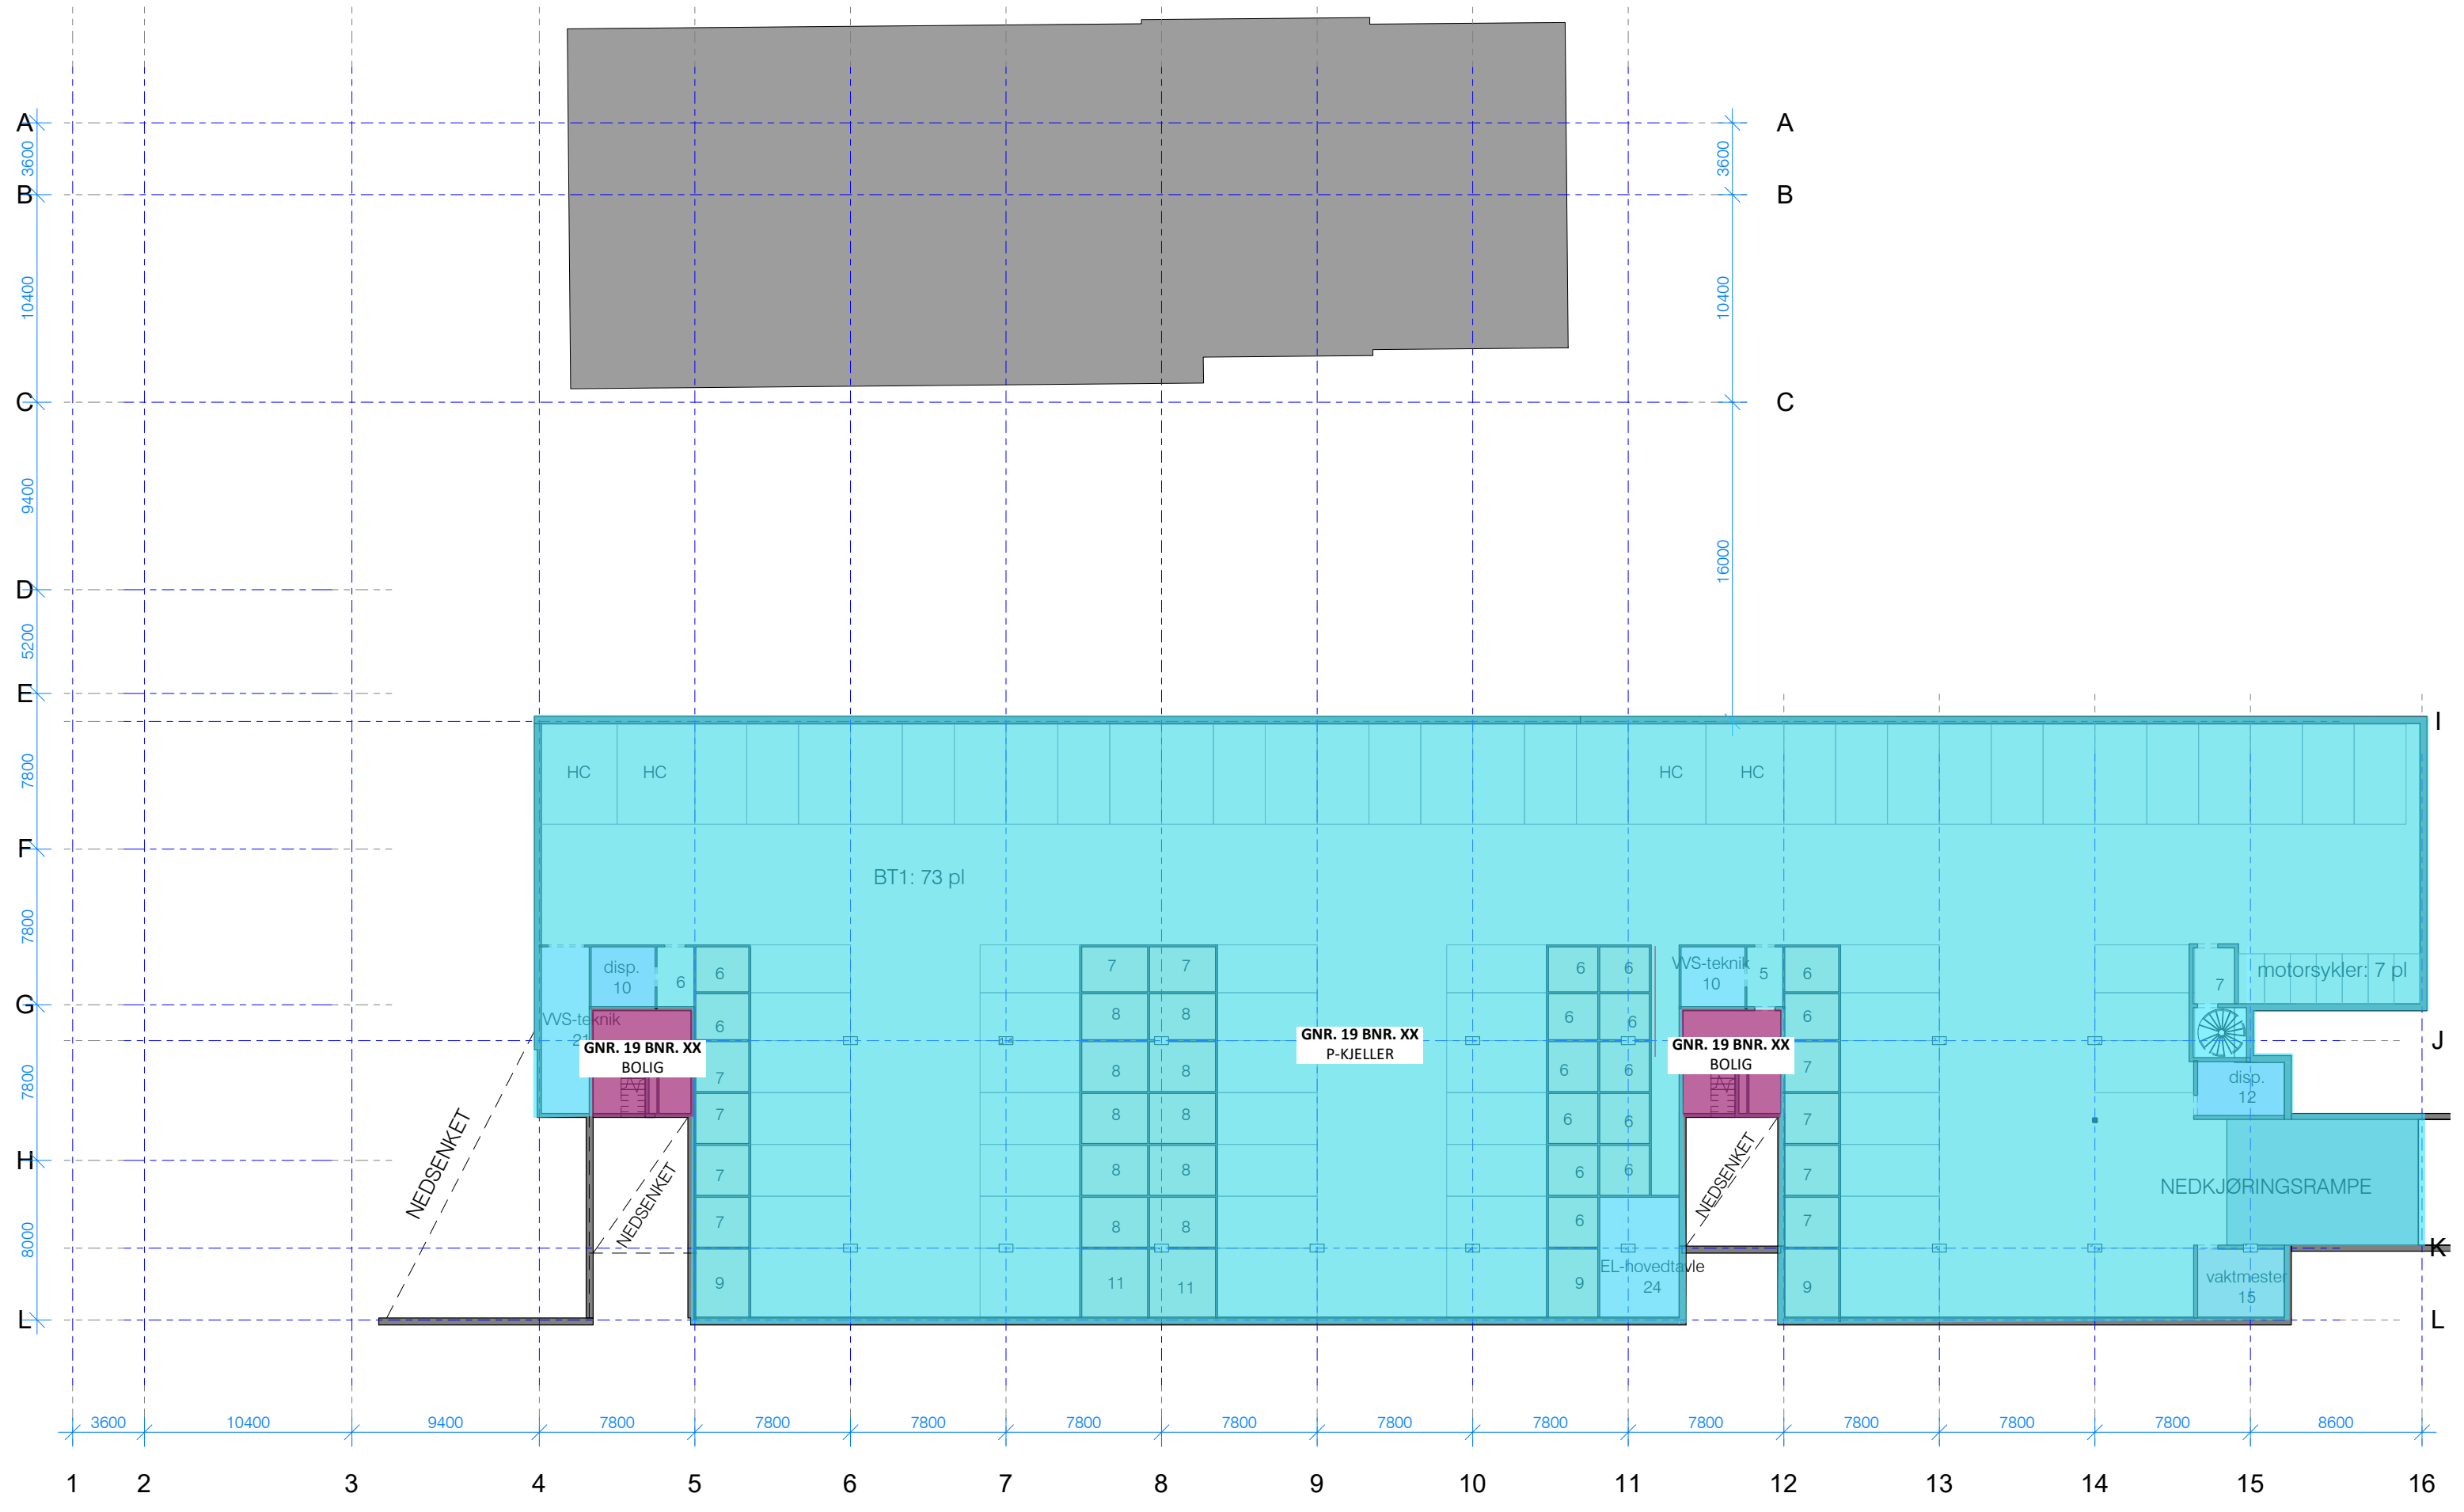 A
A
3600
3600
B
B
10400
10400
C
C
9400
16000
D
5200
E
I
7800
HC
HC
HC
HC
F
BT1: 73 pl
7800
disp.
10
6
6
7
7
6
6
VVS-teknik
10
5
6
7
motorsykler: 7 pl
G
VVS-teknik
21
6
8
8
6
6
6
GNR. 19 BNR. XX
BOLIG
GNR. 19 BNR. XX
P-KJELLER
GNR. 19 BNR. XX
BOLIG
J
7800
7
8
8
6
6
7
disp.
12
7
8
8
6
6
7
NEDSENKET
NEDSENKET
NEDSENKET
H
7
8
8
6
6
7
NEDKJØRINGSRAMPE
8000
7
8
8
6
7
K
9
11
11
9
EL-hovedtavle
24
9
vaktmester
15
L
L
3600
10400
9400
7800
7800
7800
7800
7800
7800
7800
7800
7800
7800
7800
8600
1
2
3
4
5
6
7
8
9
10
11
12
13
14
15
16